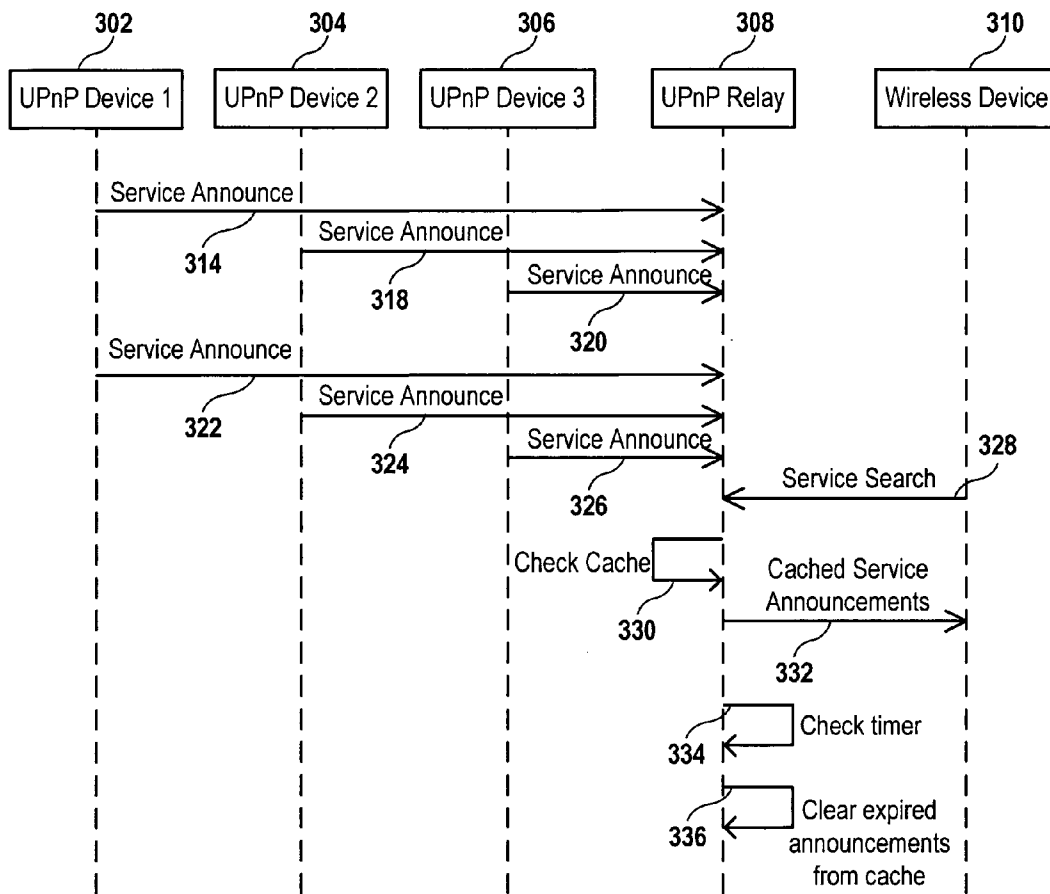 302
304
306
308
310
UPnP Device 1
UPnP Device 2
UPnP Device 3
UPnP Relay
Wireless Device
Service Announce
314
Service Announce
318
Service Announce
320
Service Announce
322
Service Announce
324
Service Announce
326
328
Service Search
Check Cache
330
Cached Service
Announcements
332
334
Check timer
336
Clear expired
announcements
from cache